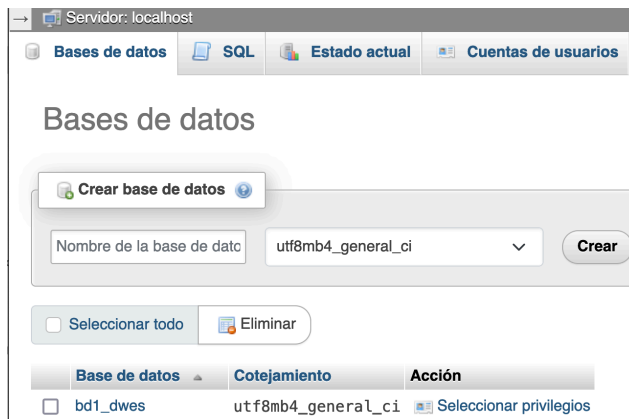 Servidor: localhost
Bases de datos SQL Estado actual Cuentas de usuarios
Bases de datos
Crear base de datos
Nombre de la base de datc utf8mb4_general_ci Crear
Seleccionar todo Eliminar
Base de datos Cotejamiento Acción
bd1_dwes utf8mb4_general_ci Seleccionar privilegios